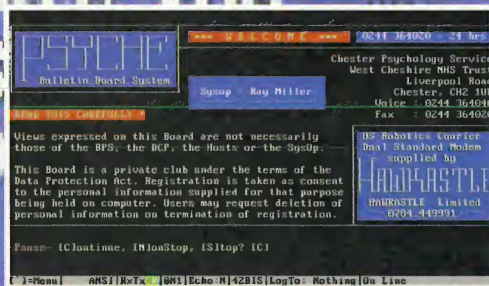 PSYCHE
Bulletin Board System
*** WELCOME ***
0244 364020 - 24 hrs
Chester Psychology Service
West Cheshire NHS Trust
Liverpool Road
Chester, CH2 1UL
Voice : 0244 364040
Fax : 0244 364020
Sysop - Ray Miller
READ THIS CAREFULLY
Views expressed on this Board are not necessarily
those of the BPS, the DCP, the Hosts or the SysUp.
This Board is a private club under the terms of the
Data Protection Act. Registration is taken as consent
to the personal information supplied for that purpose
being held on computer. Users may request deletion of
personal information on termination of registration.
US Robotics Courier
Dual Standard Modem
supplied by
HAWKASTLE
HAWKASTLE Limited
0704 449991
Pause- [C]ontinue, [N]onStop, [S]top? [C]
[`]=Menu ANSI RxTx 8N1 Echo:N 42BIS LogTo: Nothing On Line